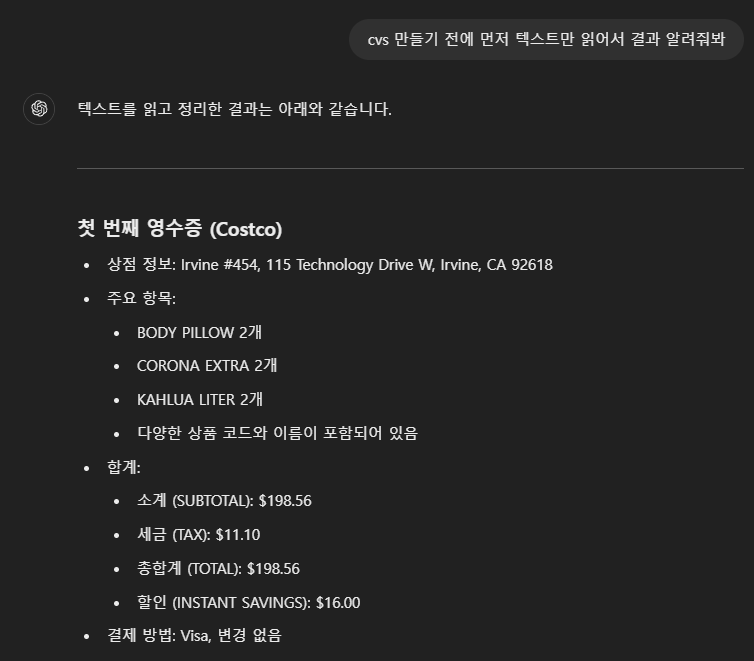 cvs 만들기 전에 먼저 텍스트만 읽어서 결과 알려줘봐
텍스트를 읽고 정리한 결과는 아래와 같습니다.
첫 번째 영수증 (Costco)
• 상점 정보: Irvine #454, 115 Technology Drive W, Irvine, CA 92618
• 주요 항목:
• BODY PILLOW 2개
• CORONA EXTRA 2개
• KAHLUA LITER 2개
• 다양한 상품 코드와 이름이 포함되어 있음
• 합계:
• 소계 (SUBTOTAL): $198.56
• 세금 (TAX): $11.10
• 총합계 (TOTAL): $198.56
• 할인 (INSTANT SAVINGS): $16.00
• 결제 방법: Visa, 변경 없음